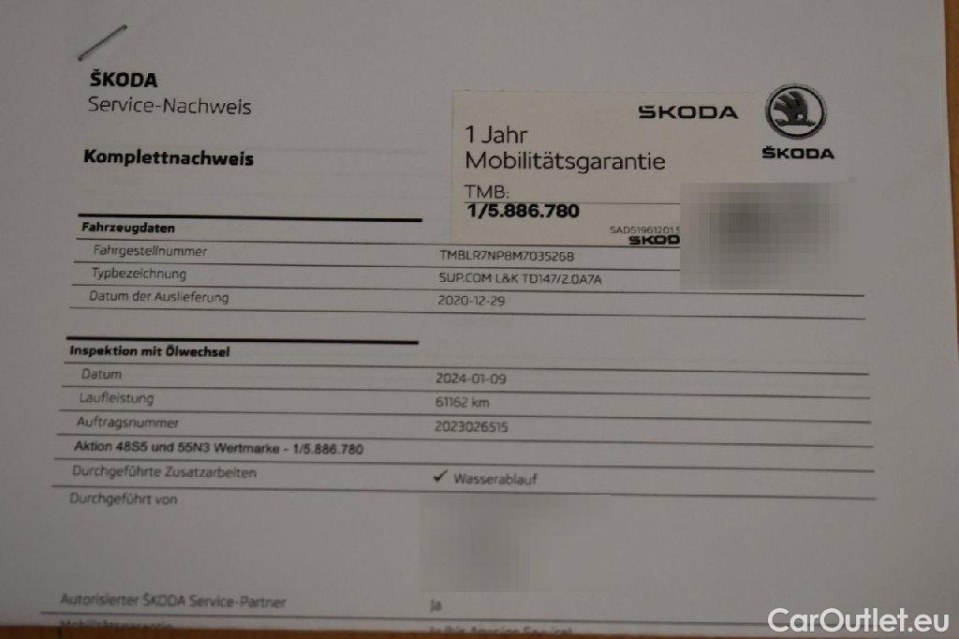 ŠKODA
Service-Nachweis
Komplettnachweis
ŠKODA
1 Jahr
Mobilitätsgarantie
TMB:
1/5.886.780
SAD51961201
ŠKOD
ŠKODA
Fahrzeugdaten
Fahrgestellnummer TMBLR7NP8M7035268
Typbezeichnung SUP.COM L&K TD147/2.0A7A
Datum der Auslieferung 2020-12-29
Inspektion mit Ölwechsel
Datum 2024-01-09
Laufleistung 61162 km
Auftragsnummer 2023026515
Aktion 48S5 und 55N3 Wertmarke - 1/5.886.780
Durchgeführte Zusatzarbeiten ✓ Wasserablauf
Durchgeführt von
Autorisierter ŠKODA Service-Partner Ja
CarOutlet.eu